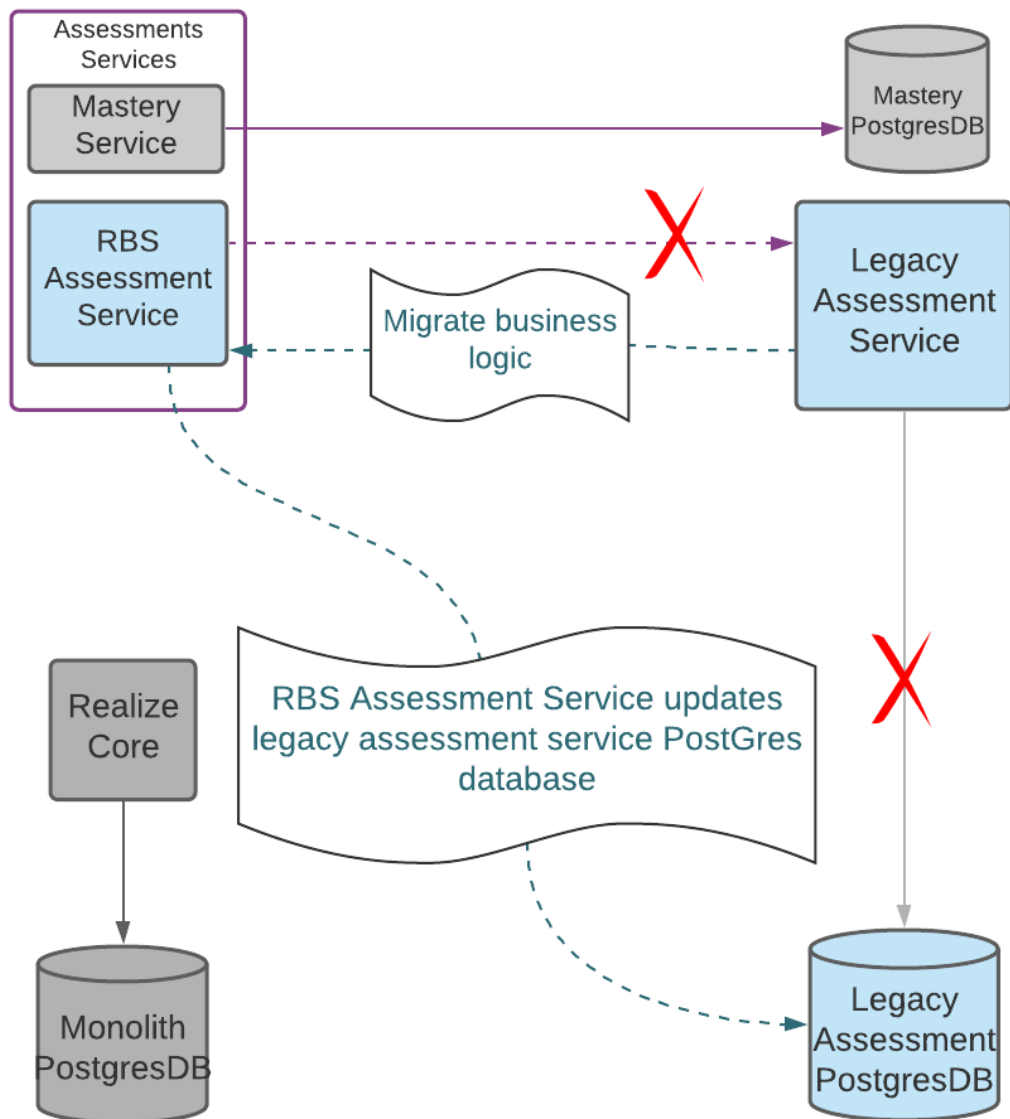 Assessments
Services
Mastery
Service
Mastery
PostgresDB
RBS
Assessment
Service
Legacy
Assessment
Service
Migrate business
logic
Realize
Core
RBS Assessment Service updates
legacy assessment service PostGres
database
Monolith
PostgresDB
Legacy
Assessment
PostgresDB